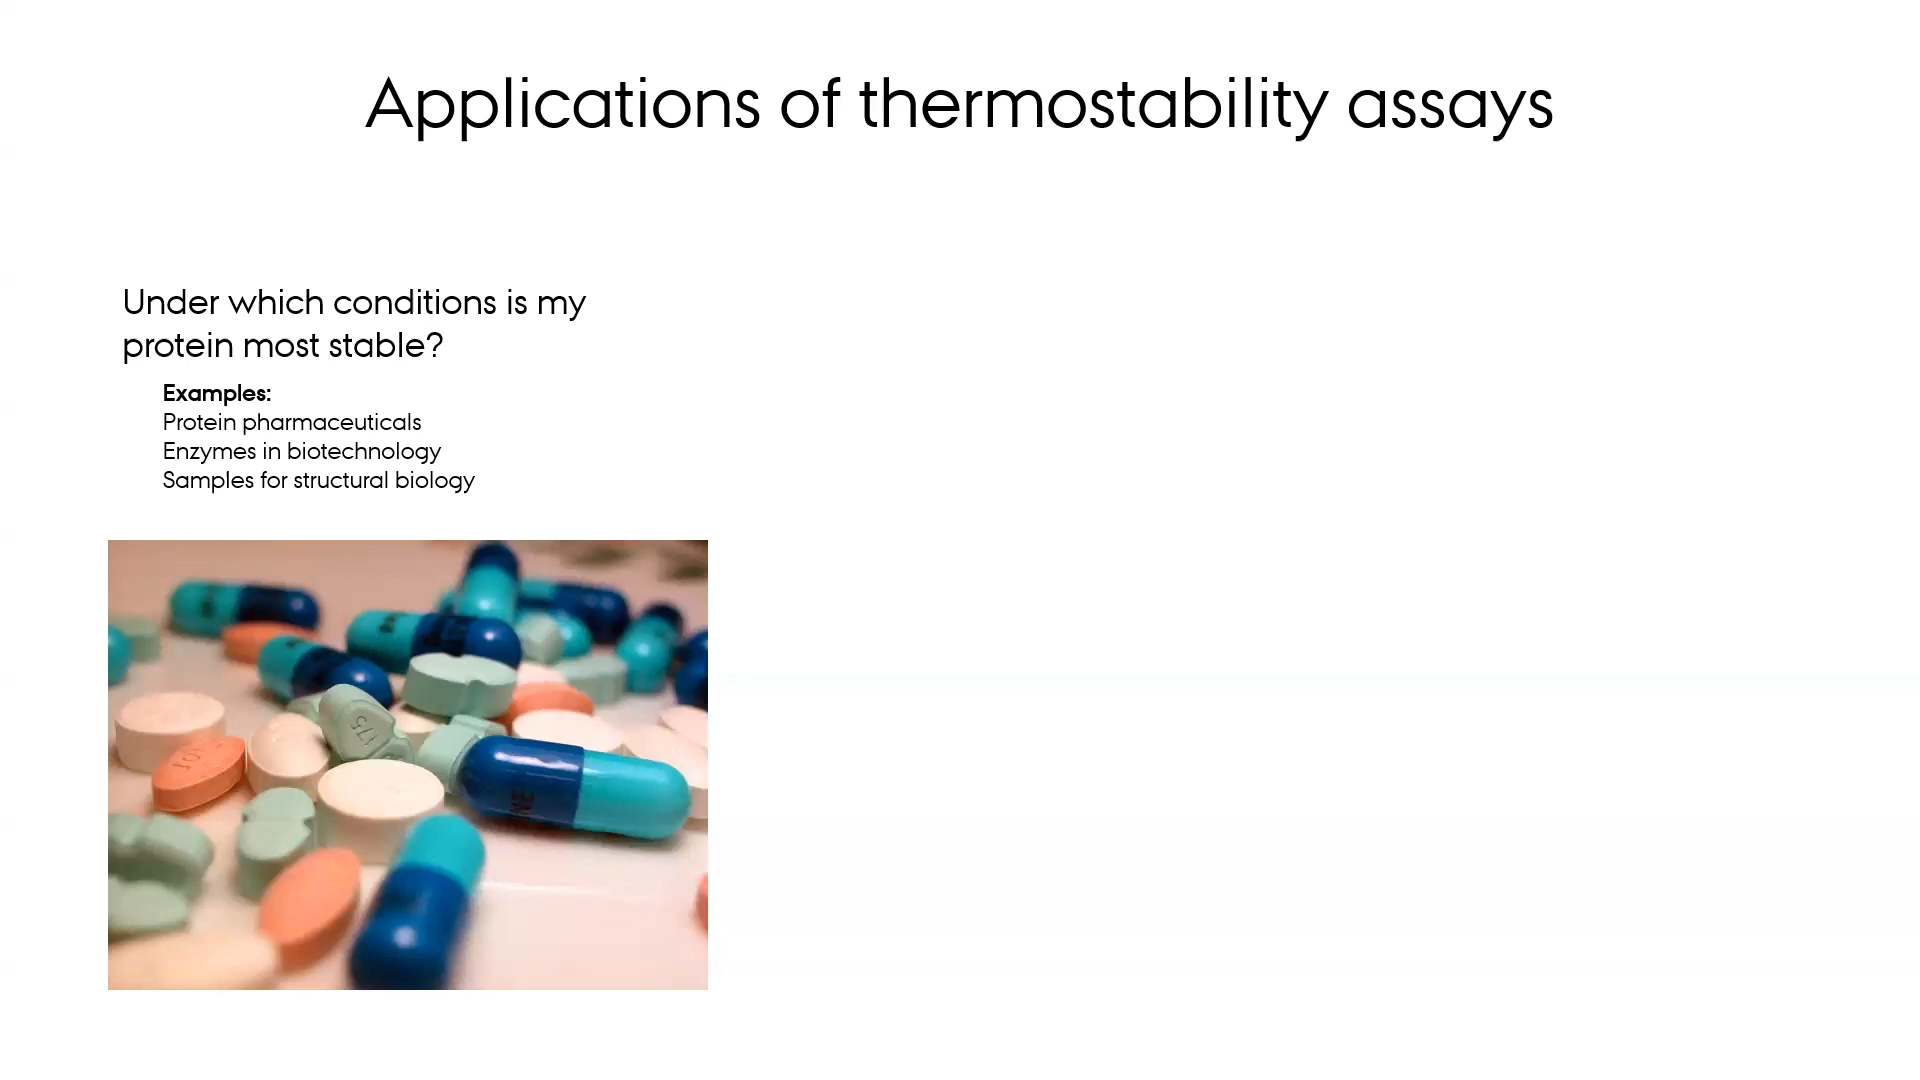 Applications of thermostability assays
Under which conditions is my
protein most stable?
Examples:
Protein pharmaceuticals
Enzymes in biotechnology
Samples for structural biology
175